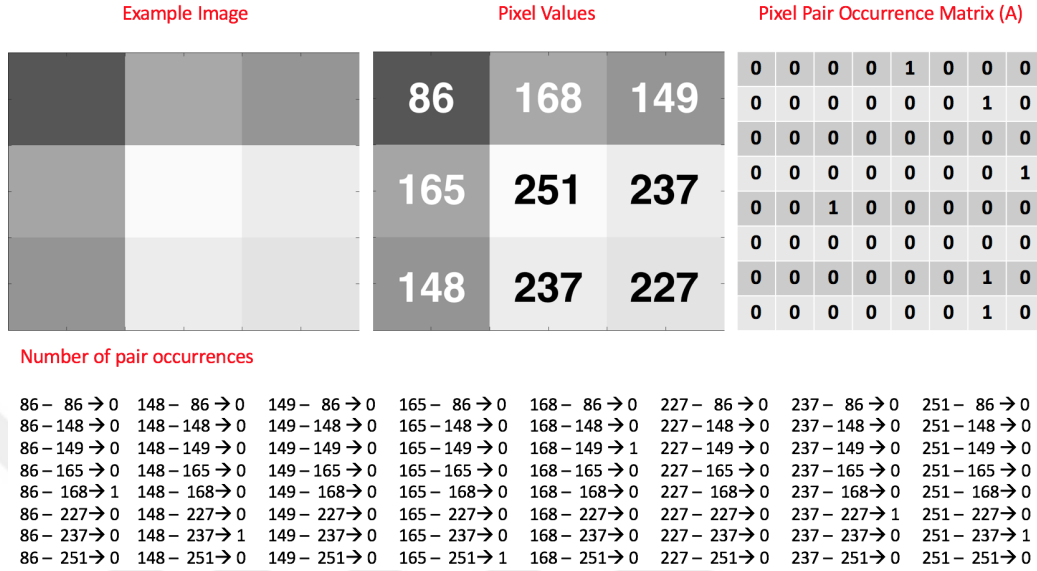 Example Image Pixel Values Pixel Pair Occurrence Matrix (A)
86 168 149
165 251 237
148 237 227
0 0 0 0 1 0 0 0
0 0 0 0 0 0 1 0
0 0 0 0 0 0 0 0
0 0 0 0 0 0 0 1
0 0 1 0 0 0 0 0
0 0 0 0 0 0 0 0
0 0 0 0 0 0 1 0
0 0 0 0 0 0 1 0
Number of pair occurrences
86 – 86 → 0 148 – 86 → 0 149 – 86 → 0 165 – 86 → 0 168 – 86 → 0 227 – 86 → 0 237 – 86 → 0 251 – 86 → 0
86 – 148 → 0 148 – 148 → 0 149 – 148 → 0 165 – 148 → 0 168 – 148 → 0 227 – 148 → 0 237 – 148 → 0 251 – 148 → 0
86 – 149 → 0 148 – 149 → 0 149 – 149 → 0 165 – 149 → 0 168 – 149 → 1 227 – 149 → 0 237 – 149 → 0 251 – 149 → 0
86 – 165 → 0 148 – 165 → 0 149 – 165 → 0 165 – 165 → 0 168 – 165 → 0 227 – 165 → 0 237 – 165 → 0 251 – 165 → 0
86 – 168→ 1 148 – 168→ 0 149 – 168→ 0 165 – 168→ 0 168 – 168→ 0 227 – 168→ 0 237 – 168→ 0 251 – 168→ 0
86 – 227→ 0 148 – 227→ 0 149 – 227→ 0 165 – 227→ 0 168 – 227→ 0 227 – 227→ 0 237 – 227→ 1 251 – 227→ 0
86 – 237→ 0 148 – 237→ 1 149 – 237→ 0 165 – 237→ 0 168 – 237→ 0 227 – 237→ 0 237 – 237→ 0 251 – 237→ 1
86 – 251→ 0 148 – 251→ 0 149 – 251→ 0 165 – 251→ 1 168 – 251→ 0 227 – 251→ 0 237 – 251→ 0 251 – 251→ 0